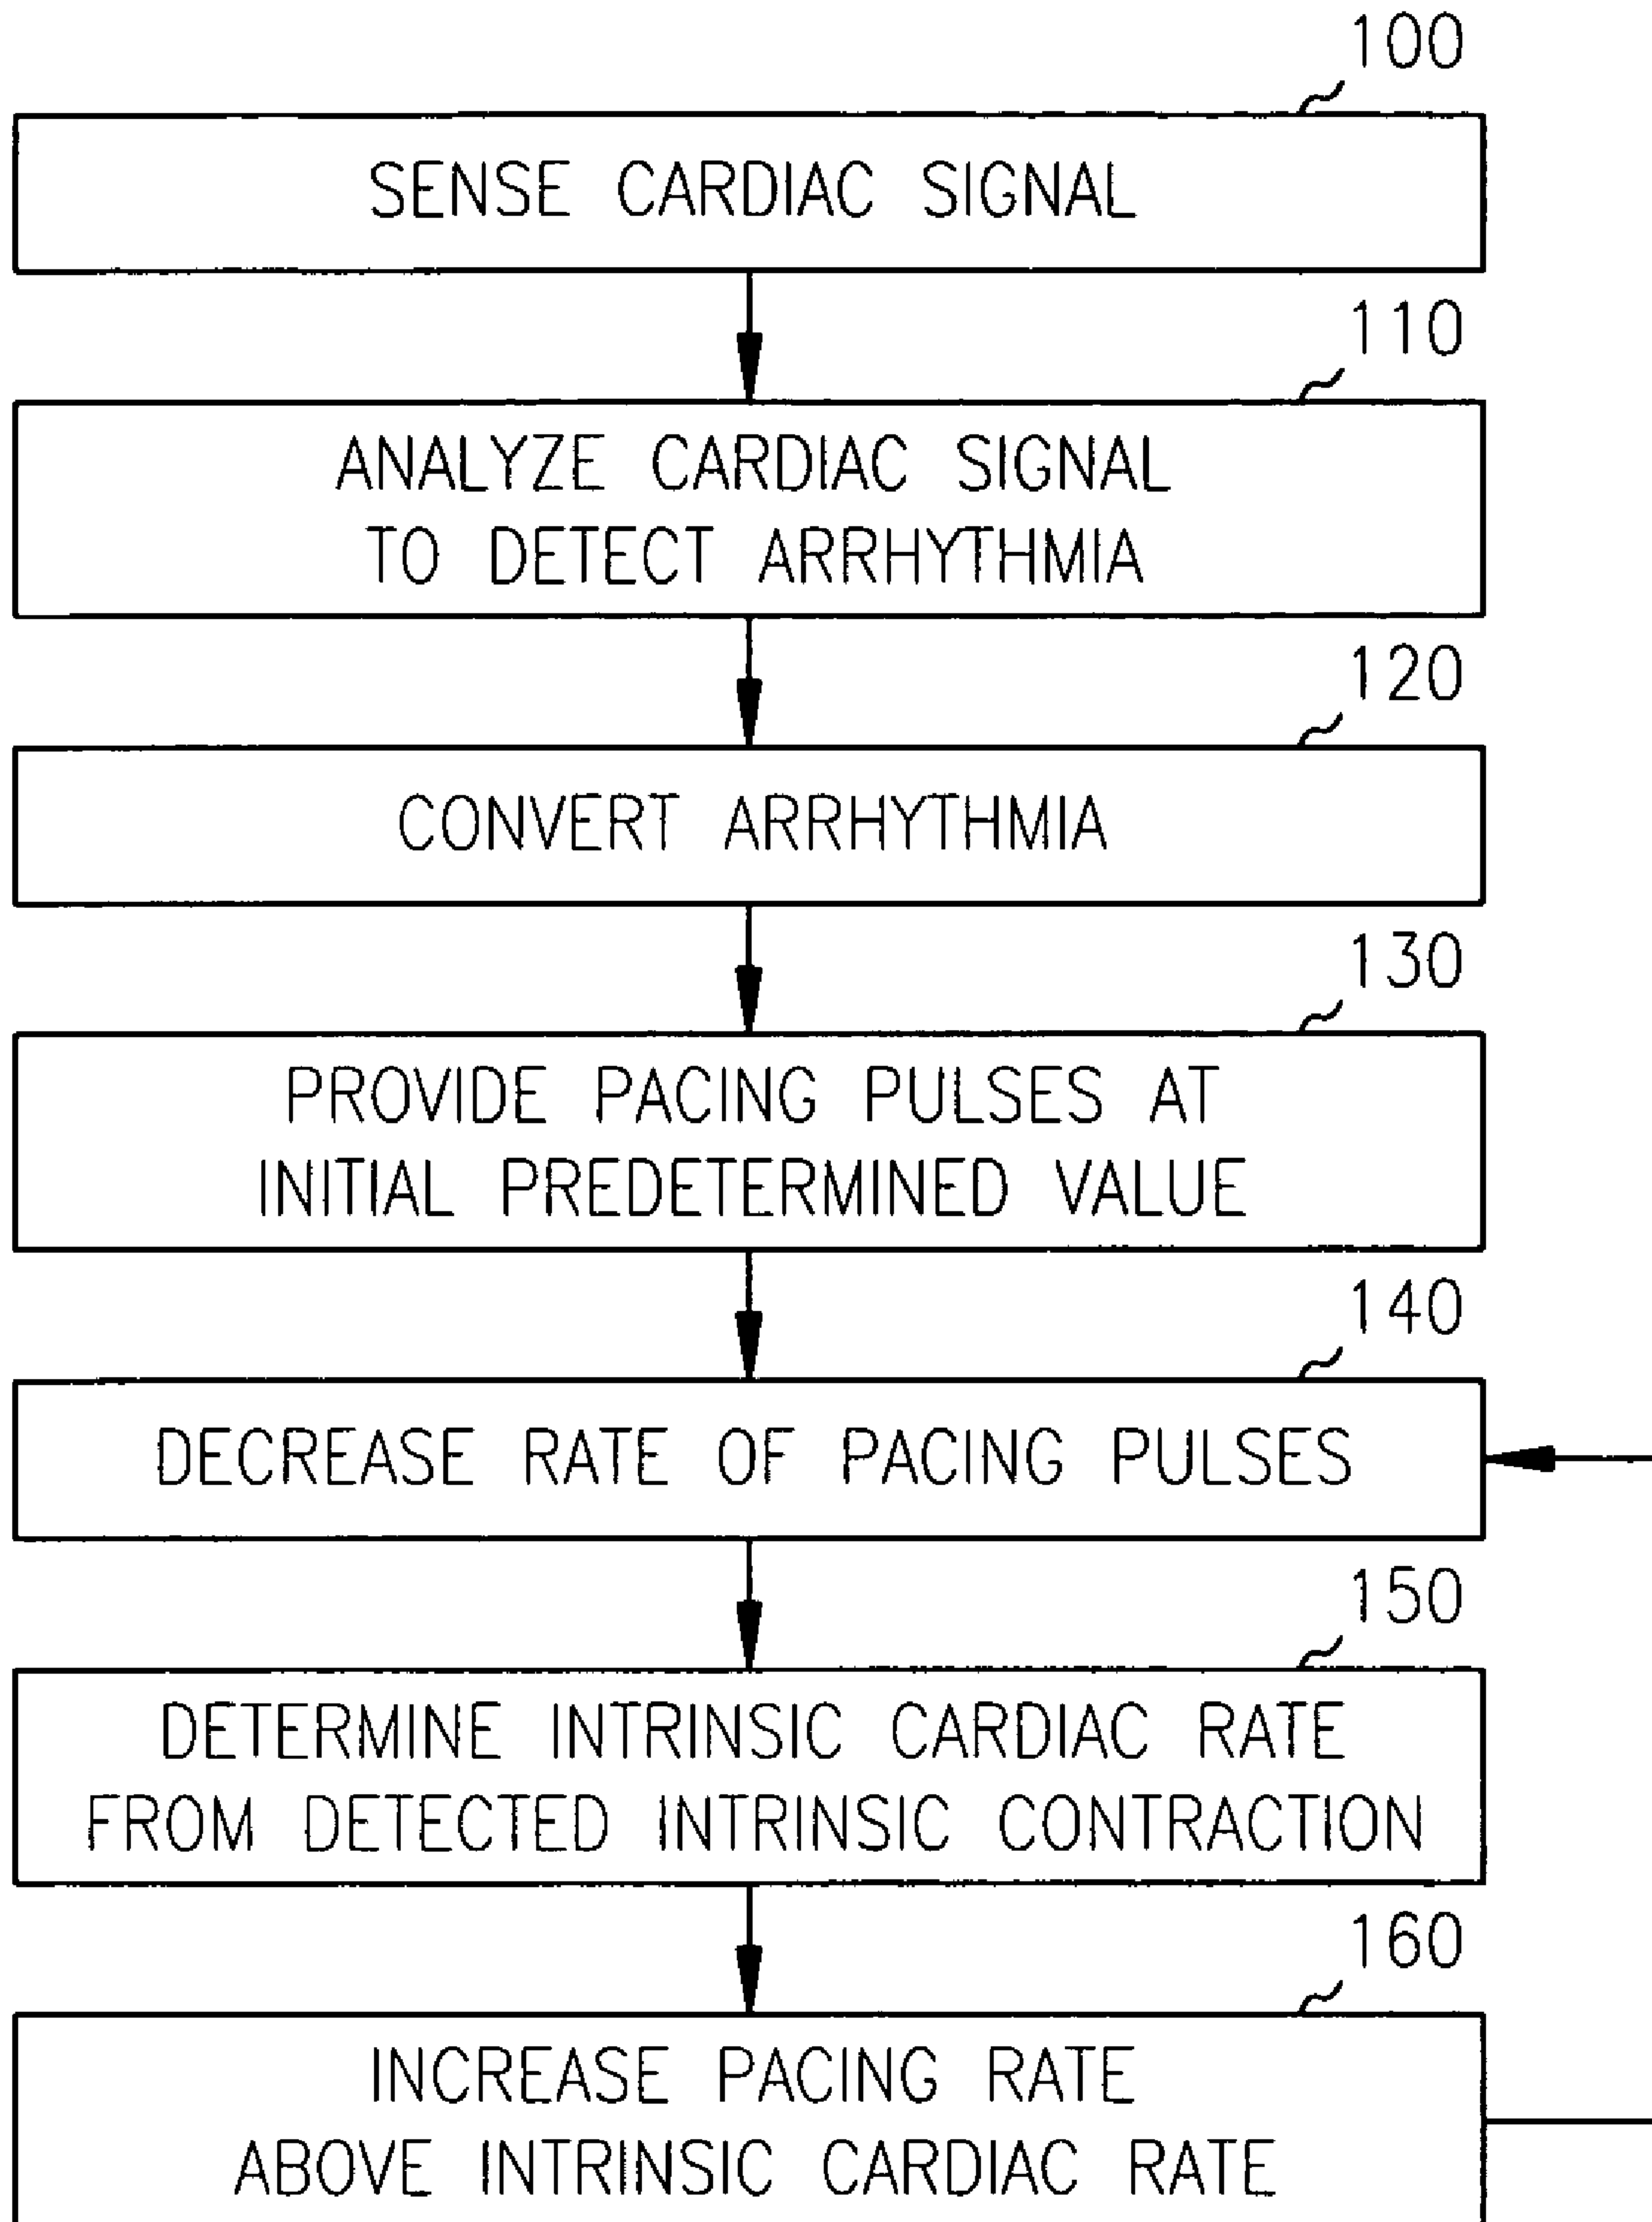 100
SENSE CARDIAC SIGNAL
110
ANALYZE CARDIAC SIGNAL
TO DETECT ARRHYTHMIA
120
CONVERT ARRHYTHMIA
130
PROVIDE PACING PULSES AT
INITIAL PREDETERMINED VALUE
140
DECREASE RATE OF PACING PULSES
150
DETERMINE INTRINSIC CARDIAC RATE
FROM DETECTED INTRINSIC CONTRACTION
160
INCREASE PACING RATE
ABOVE INTRINSIC CARDIAC RATE